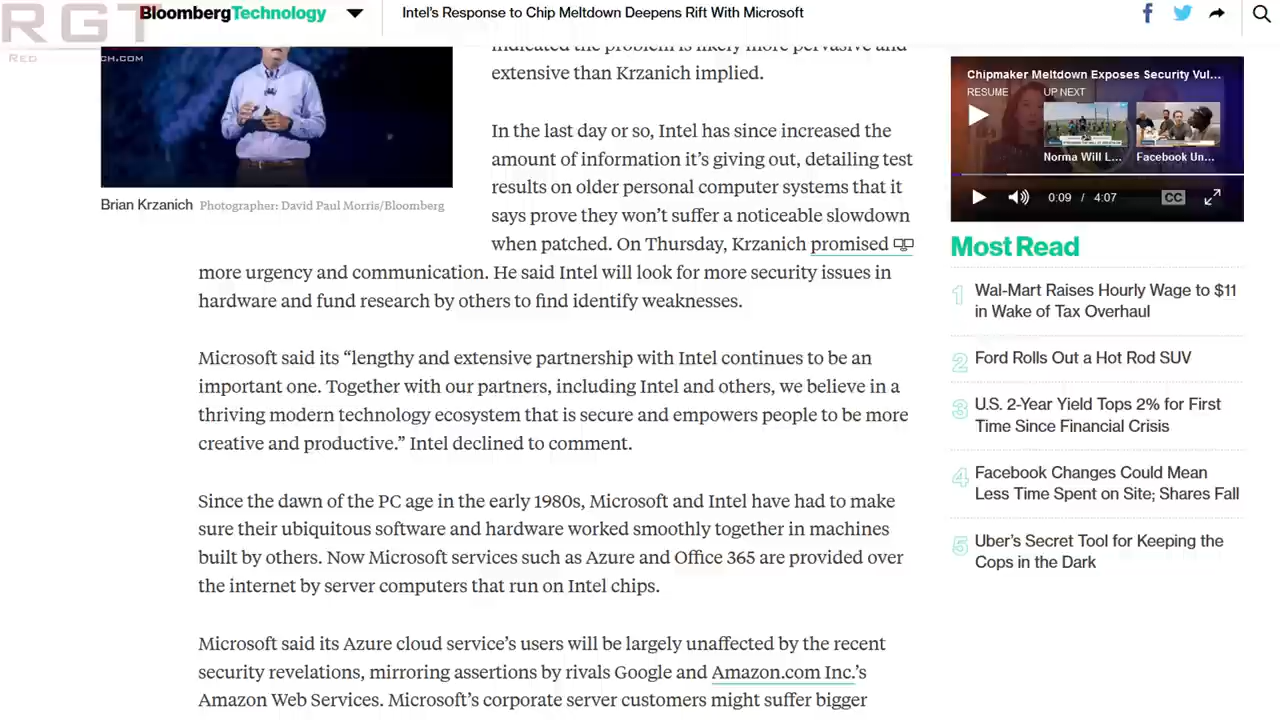 RGT
RED
CH.COM
BloombergTechnology
Intel's Response to Chip Meltdown Deepens Rift With Microsoft
indicated the problem is likely more pervasive and
extensive than Krzanich implied.
In the last day or so, Intel has since increased the
amount of information it's giving out, detailing test
results on older personal computer systems that it
says prove they won't suffer a noticeable slowdown
when patched. On Thursday, Krzanich promised
more urgency and communication. He said Intel will look for more security issues in
hardware and fund research by others to find identify weaknesses.
Brian Krzanich Photographer: David Paul Morris/Bloomberg
Microsoft said its “lengthy and extensive partnership with Intel continues to be an
important one. Together with our partners, including Intel and others, we believe in a
thriving modern technology ecosystem that is secure and empowers people to be more
creative and productive.” Intel declined to comment.
Since the dawn of the PC age in the early 1980s, Microsoft and Intel have had to make
sure their ubiquitous software and hardware worked smoothly together in machines
built by others. Now Microsoft services such as Azure and Office 365 are provided over
the internet by server computers that run on Intel chips.
Microsoft said its Azure cloud service's users will be largely unaffected by the recent
security revelations, mirroring assertions by rivals Google and Amazon.com Inc.'s
Amazon Web Services. Microsoft's corporate server customers might suffer bigger
Chipmaker Meltdown Exposes Security Vul...
RESUME
UP NEXT
Norma Will L...
Facebook Un...
0:09 / 4:07
CC
Most Read
1 Wal-Mart Raises Hourly Wage to $11
in Wake of Tax Overhaul
2 Ford Rolls Out a Hot Rod SUV
3 U.S. 2-Year Yield Tops 2% for First
Time Since Financial Crisis
4 Facebook Changes Could Mean
Less Time Spent on Site; Shares Fall
5 Uber's Secret Tool for Keeping the
Cops in the Dark